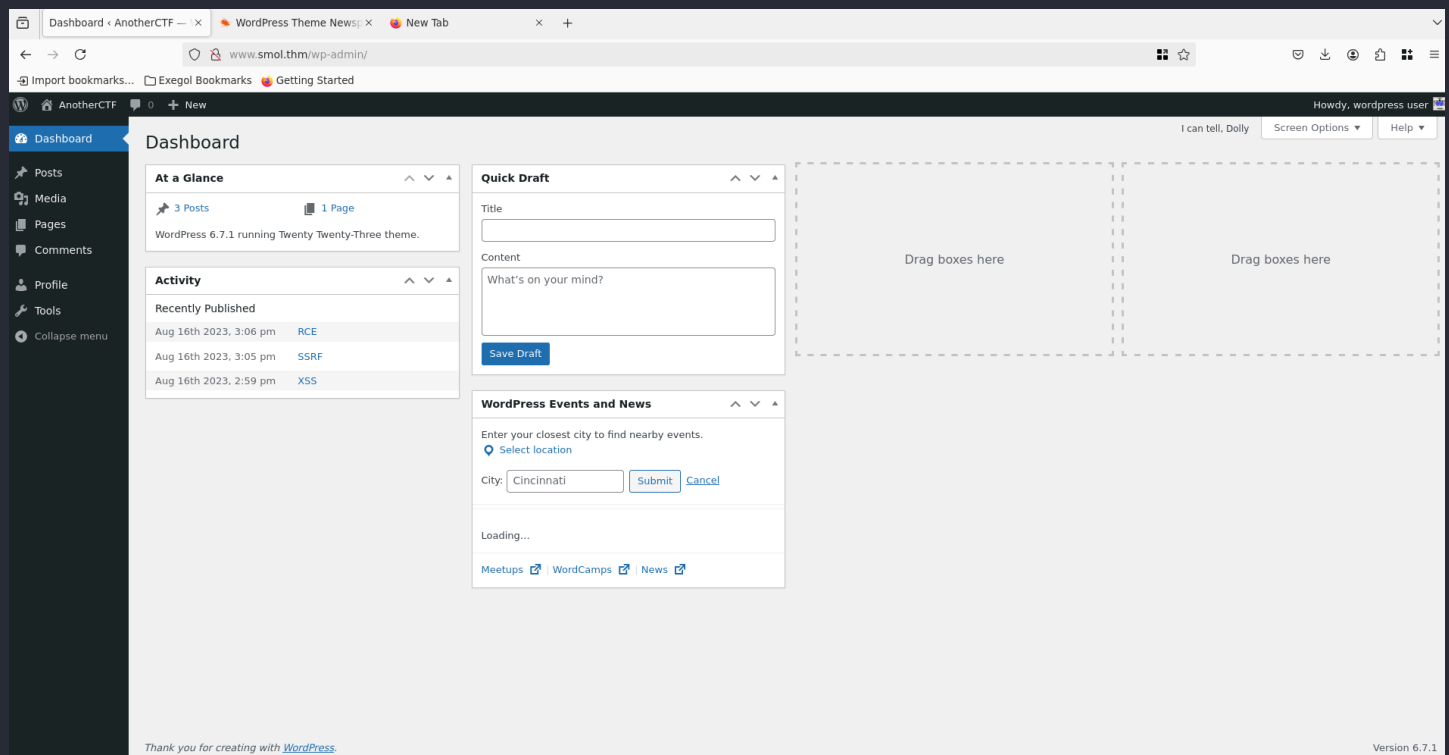 Dashboard ‹ AnotherCTF —
WordPress Theme Newsp
New Tab
www.smol.thm/wp-admin/
Import bookmarks...
Exegol Bookmarks
Getting Started
AnotherCTF
0
New
Howdy, wordpress user
Dashboard
Posts
Media
Pages
Comments
Profile
Tools
Collapse menu
I can tell, Dolly
Screen Options
Help
Dashboard
At a Glance
3 Posts
1 Page
WordPress 6.7.1 running Twenty Twenty-Three theme.
Activity
Recently Published
Aug 16th 2023, 3:06 pm RCE
Aug 16th 2023, 3:05 pm SSRF
Aug 16th 2023, 2:59 pm XSS
Quick Draft
Title
Content
What's on your mind?
Save Draft
WordPress Events and News
Enter your closest city to find nearby events.
Select location
City: Cincinnati Submit Cancel
Loading…
Meetups | WordCamps | News
Drag boxes here
Drag boxes here
Thank you for creating with WordPress.
Version 6.7.1